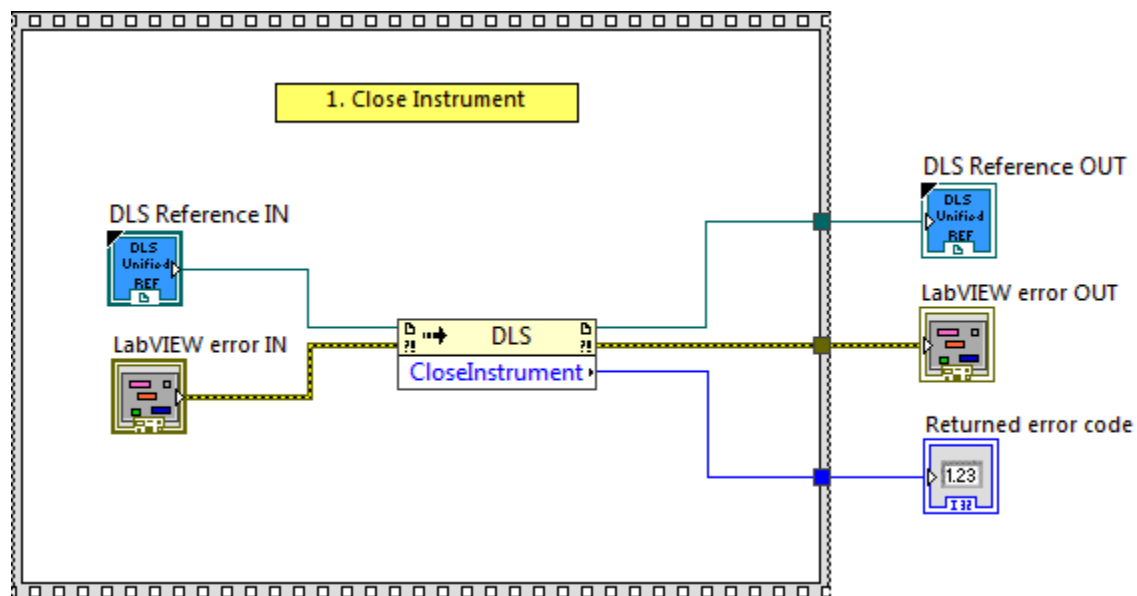 1. Close Instrument
DLS Reference OUT
DLS
Unified
REF
DLS Reference IN
DLS
Unified
REF
LabVIEW error OUT
LabVIEW error IN
?! DLS ?!
CloseInstrument
Returned error code
1.23
I32